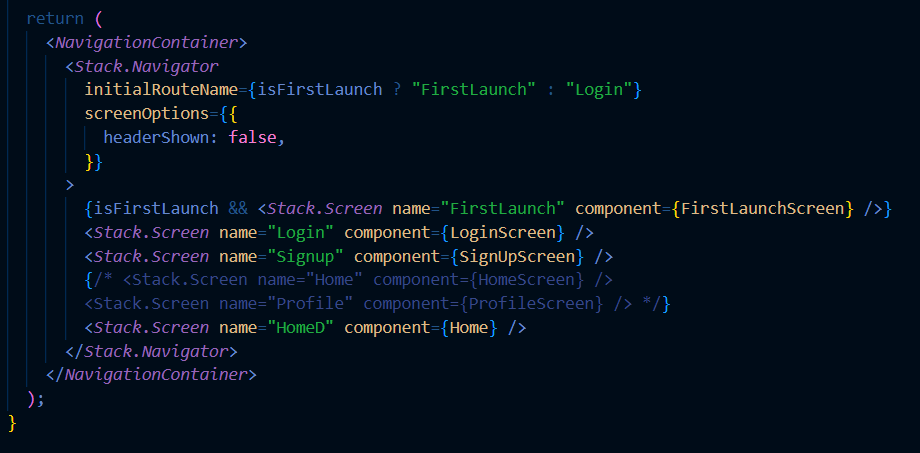 return (
<NavigationContainer>
<Stack.Navigator
initialRouteName={isFirstLaunch ? "FirstLaunch" : "Login"}
screenOptions={{
headerShown: false,
}}
>
{isFirstLaunch && <Stack.Screen name="FirstLaunch" component={FirstLaunchScreen} />}
<Stack.Screen name="Login" component={LoginScreen} />
<Stack.Screen name="Signup" component={SignUpScreen} />
{/* <Stack.Screen name="Home" component={HomeScreen} />
<Stack.Screen name="Profile" component={ProfileScreen} /> */}
<Stack.Screen name="HomeD" component={Home} />
</Stack.Navigator>
</NavigationContainer>
);
}